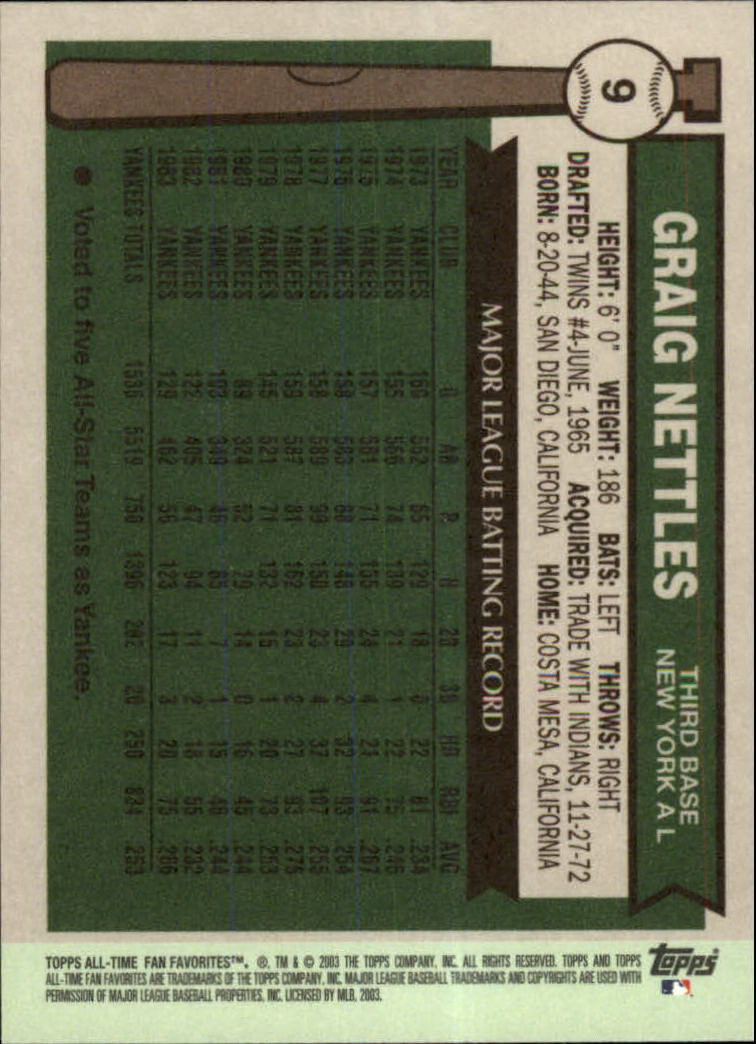 9
GRAIG NETTLES
THIRD BASE
NEW YORK A L
HEIGHT: 6' 0" WEIGHT: 186 BATS: LEFT THROWS: RIGHT
DRAFTED: TWINS #4-JUNE, 1965 ACQUIRED: TRADE WITH INDIANS, 11-27-72
BORN: 8-20-44, SAN DIEGO, CALIFORNIA HOME: COSTA MESA, CALIFORNIA
MAJOR LEAGUE BATTING RECORD
YEAR CLUB G AB R H 2B 3B HR RBI AVG
1973 YANKEES 160 552 65 129 18 0 22 81 .234
1974 YANKEES 155 566 74 139 21 1 22 75 .246
1975 YANKEES 157 581 71 155 24 4 21 91 .267
1976 YANKEES 158 583 88 148 29 2 32 93 .254
1977 YANKEES 158 589 99 150 23 4 37 107 .255
1978 YANKEES 159 587 81 162 23 2 27 93 .276
1979 YANKEES 145 521 71 132 15 1 20 73 .253
1980 YANKEES 89 324 52 79 14 0 16 45 .244
1981 YANKEES 103 349 46 85 7 1 15 46 .244
1982 YANKEES 122 405 47 94 11 2 18 55 .232
1983 YANKEES 129 462 56 123 17 3 20 75 .266
YANKEES TOTALS 1535 5519 750 1396 202 20 250 834 .253
● Voted to five All-Star Teams as Yankee.
TOPPS ALL-TIME FAN FAVORITES™. ®, TM & © 2003 THE TOPPS COMPANY, INC. ALL RIGHTS RESERVED. TOPPS AND TOPPS
ALL-TIME FAN FAVORITES ARE TRADEMARKS OF THE TOPPS COMPANY, INC. MAJOR LEAGUE BASEBALL TRADEMARKS AND COPYRIGHTS ARE USED WITH
PERMISSION OF MAJOR LEAGUE BASEBALL PROPERTIES, INC. LICENSED BY MLB, 2003.
topps